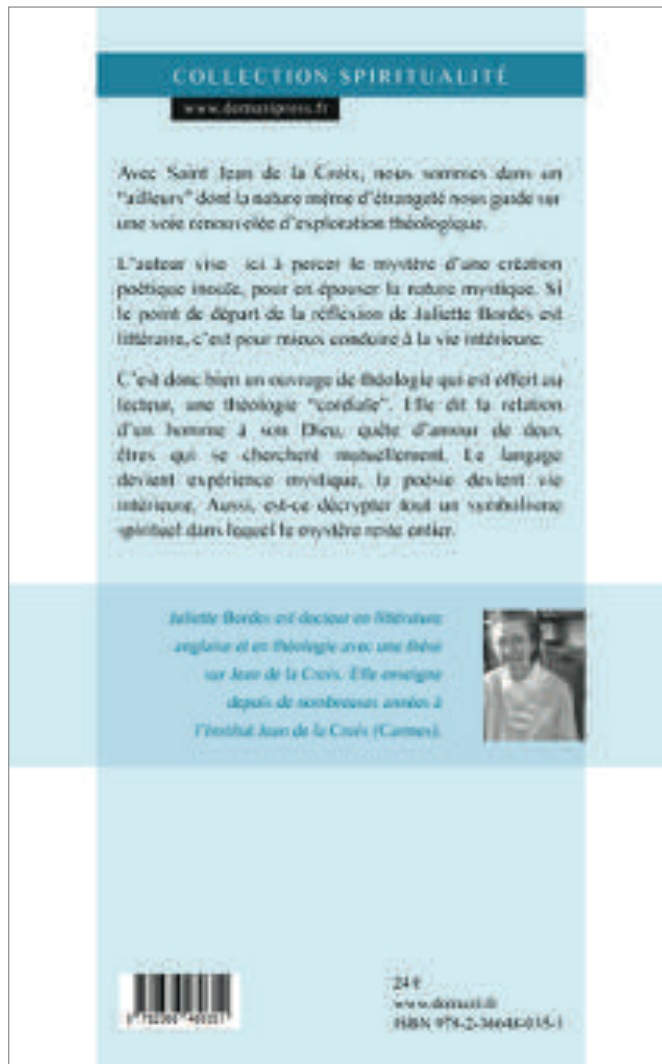 COLLECTION SPIRITUALITÉ
Avec Saint Jean de la Croix, nous sommes dans un
"ailleurs" dont la nature même d'étrangeté nous guide sur
une voie renouvelée d'exploration théologique.
L'auteur vise ici à percer le mystère d'une création
poétique inouïe, pour en épouser la nature mystique. Si
le point de départ de la réflexion de Juliette Bordes est
littéraire, c'est pour mieux conduire à la vie intérieure.
C'est donc bien un ouvrage de théologie qui est offert au
lecteur, une théologie "cordiale". Elle dit la relation
d'un homme à son Dieu, quête d'amour de deux
êtres qui se cherchent mutuellement. Le langage
devient expérience mystique, la poésie devient vie
intérieure. Aussi, est-ce décrypter tout un symbolisme
spirituel dans lequel le mystère reste entier.
Juliette Bordes est docteur en littérature
anglaise et en théologie avec une thèse
sur Jean de la Croix. Elle enseigne
depuis de nombreuses années à
l'Institut Jean de la Croix (Carmes).
24 €
ISBN 978-2-36648-035-1